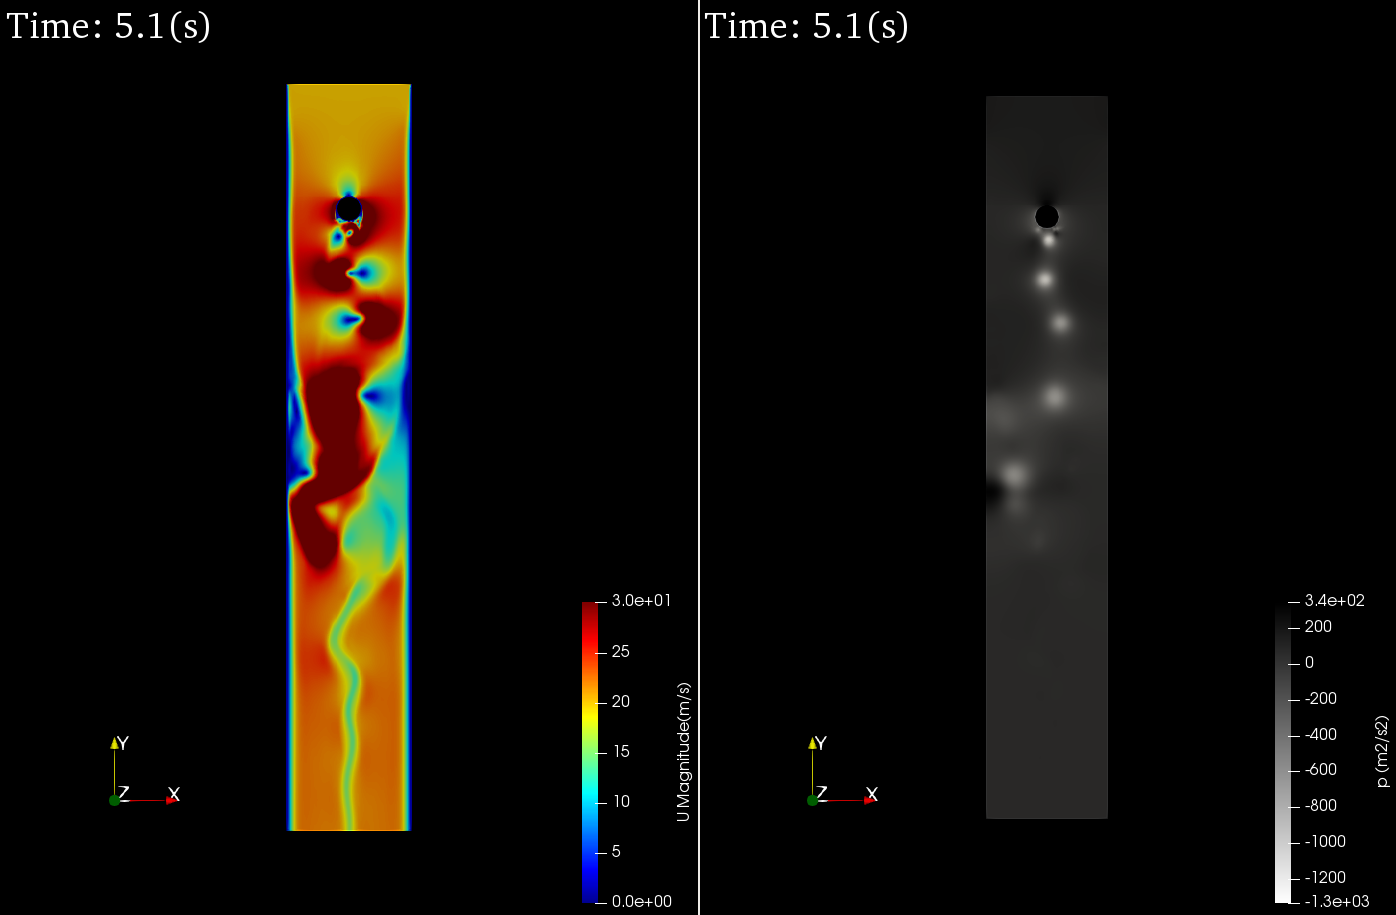 Time: 5.1(s)
3.0e+01
25
20
15
10
5
0.0e+00
U Magnitude(m/s)
Y
Z
X
Time: 5.1(s)
3.4e+02
200
0
-200
-400
-600
-800
-1000
-1200
-1.3e+03
p (m2/s2)
Y
Z
X